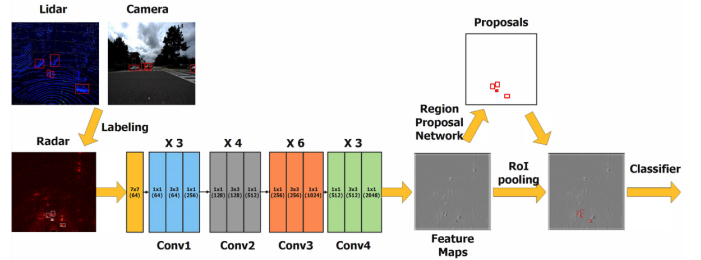 Lidar
Camera
Proposals
Labeling
Radar
X 3
X 4
X 6
X 3
Region
Proposal
Network
RoI
pooling
Classifier
7x7
(64)
1x1
(64)
3x3
(64)
1x1
(256)
1x1
(128)
3x3
(128)
1x1
(512)
1x1
(256)
3x3
(256)
1x1
(1024)
1x1
(512)
3x3
(512)
1x1
(2048)
Conv1
Conv2
Conv3
Conv4
Feature
Maps